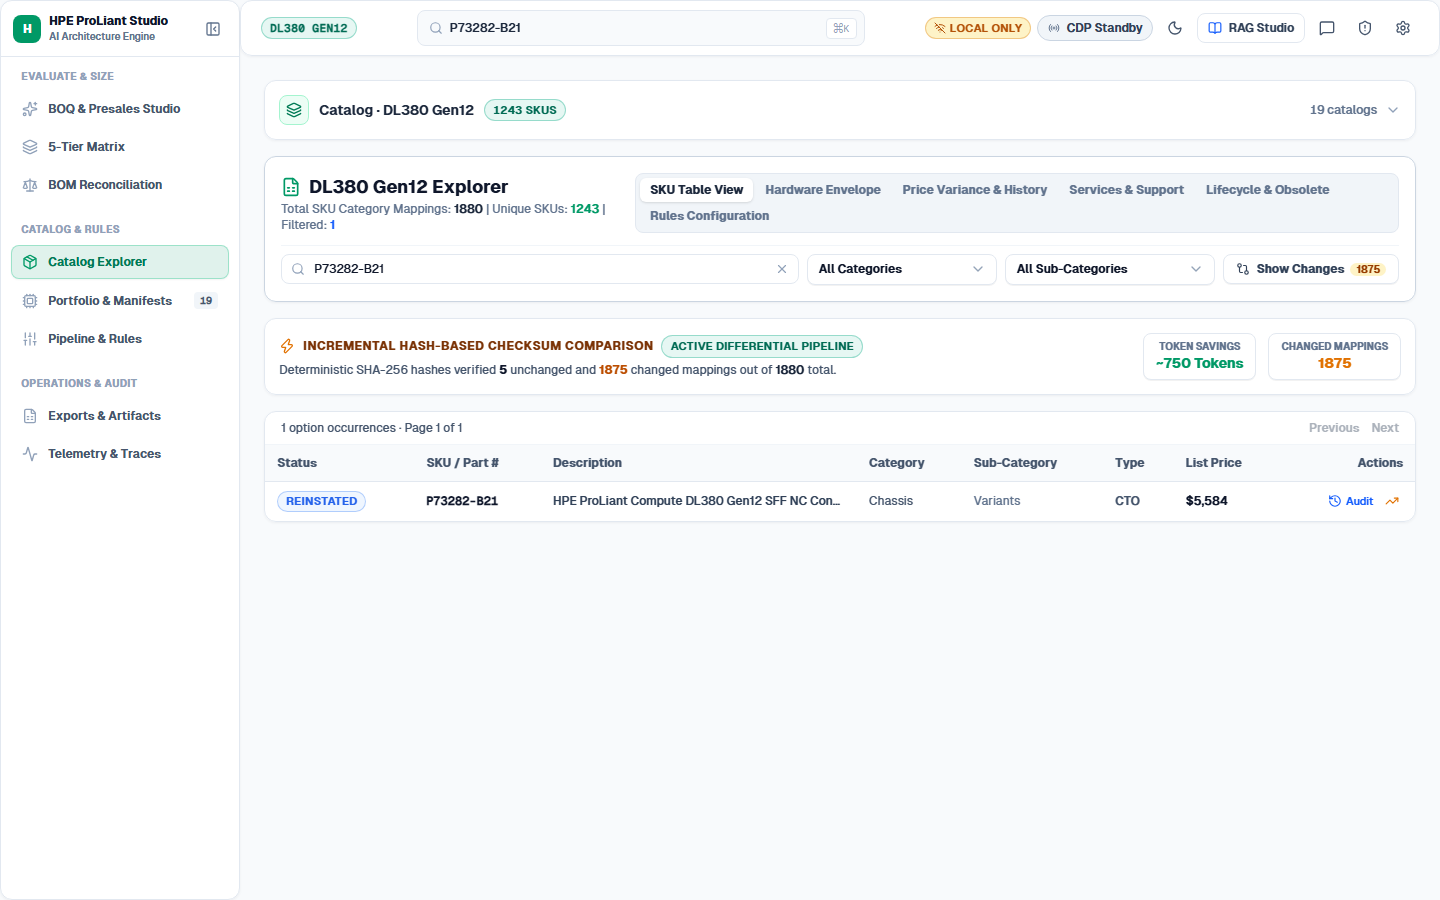 HPE ProLiant Studio
AI Architecture Engine
EVALUATE & SIZE
BOQ & Presales Studio
5-Tier Matrix
BOM Reconciliation
CATALOG & RULES
Catalog Explorer
Portfolio & Manifests 19
Pipeline & Rules
OPERATIONS & AUDIT
Exports & Artifacts
Telemetry & Traces
H
DL380 GEN12
P73282-B21
⌘K
LOCAL ONLY
CDP Standby
RAG Studio
Catalog · DL380 Gen12 1243 SKUS
19 catalogs
DL380 Gen12 Explorer
Total SKU Category Mappings: 1880 | Unique SKUs: 1243 |
Filtered: 1
SKU Table View Hardware Envelope Price Variance & History Services & Support Lifecycle & Obsolete
Rules Configuration
P73282-B21
All Categories
All Sub-Categories
Show Changes 1875
INCREMENTAL HASH-BASED CHECKSUM COMPARISON ACTIVE DIFFERENTIAL PIPELINE
Deterministic SHA-256 hashes verified 5 unchanged and 1875 changed mappings out of 1880 total.
TOKEN SAVINGS
~750 Tokens
CHANGED MAPPINGS
1875
1 option occurrences · Page 1 of 1
Previous Next
Status SKU / Part # Description Category Sub-Category Type List Price Actions
REINSTATED P73282-B21 HPE ProLiant Compute DL380 Gen12 SFF NC Con... Chassis Variants CTO $5,584 Audit